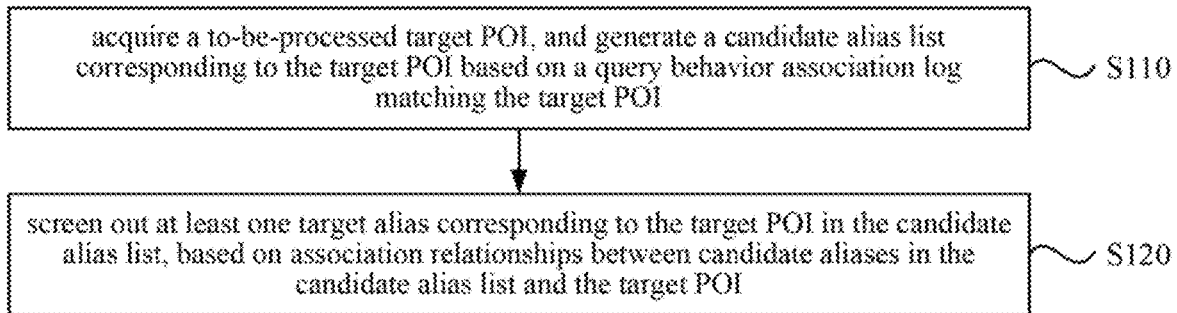 acquire a to-be-processed target POI, and generate a candidate alias list
corresponding to the target POI based on a query behavior association log
matching the target POI
S110
screen out at least one target alias corresponding to the target POI in the candidate
alias list, based on association relationships between candidate aliases in the
candidate alias list and the target POI
S120